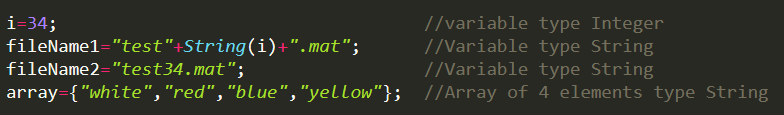 i=34; //variable type Integer
fileName1="test"+String(i)+".mat"; //Variable type String
fileName2="test34.mat"; //Variable type String
array={"white","red","blue","yellow"}; //Array of 4 elements type String